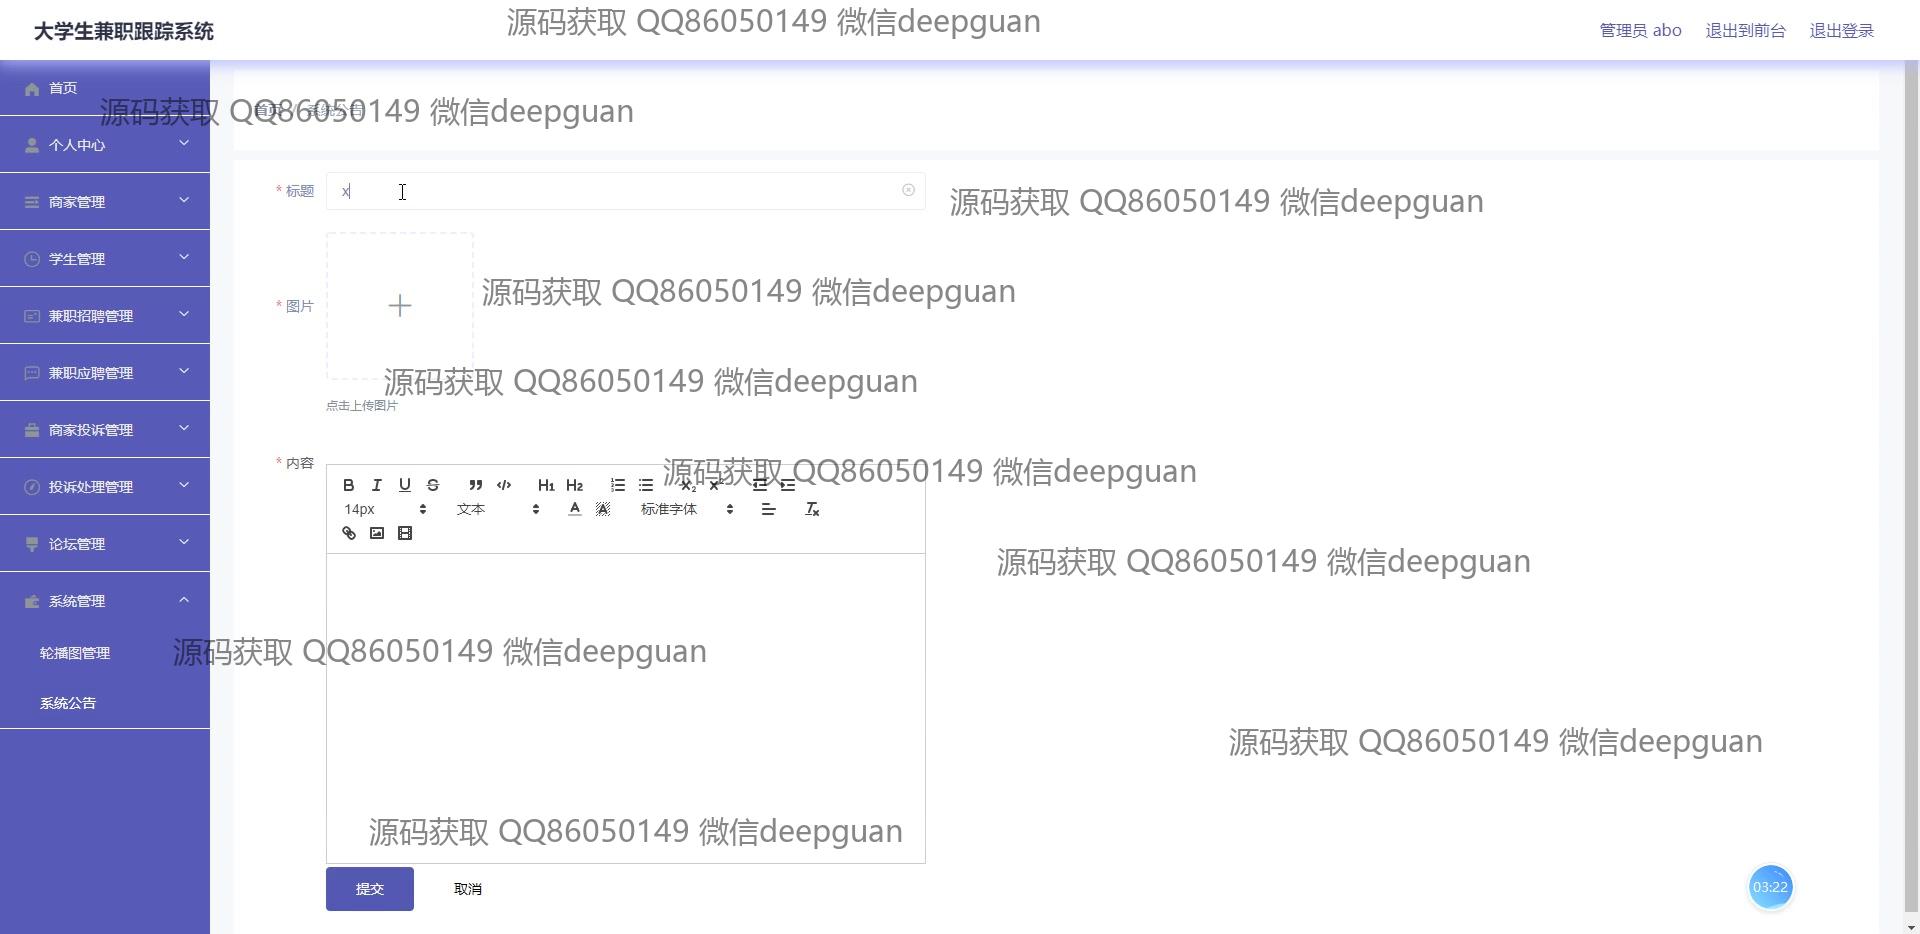 大学生兼职跟踪系统
源码获取 QQ86050149 微信deepguan
管理员 abo
退出到前台
退出登录
首页
首页 / 系统公告
源码获取 QQ86050149 微信deepguan
个人中心
* 标题
x
源码获取 QQ86050149 微信deepguan
商家管理
学生管理
源码获取 QQ86050149 微信deepguan
* 图片
兼职招聘管理
兼职应聘管理
源码获取 QQ86050149 微信deepguan
点击上传图片
商家投诉管理
* 内容
源码获取 QQ86050149 微信deepguan
投诉处理管理
B I U S H1 H2 X2 X2
14px 文本 A A 标准字体 Tx
论坛管理
源码获取 QQ86050149 微信deepguan
系统管理
轮播图管理
源码获取 QQ86050149 微信deepguan
系统公告
源码获取 QQ86050149 微信deepguan
源码获取 QQ86050149 微信deepguan
提交
取消
03:22